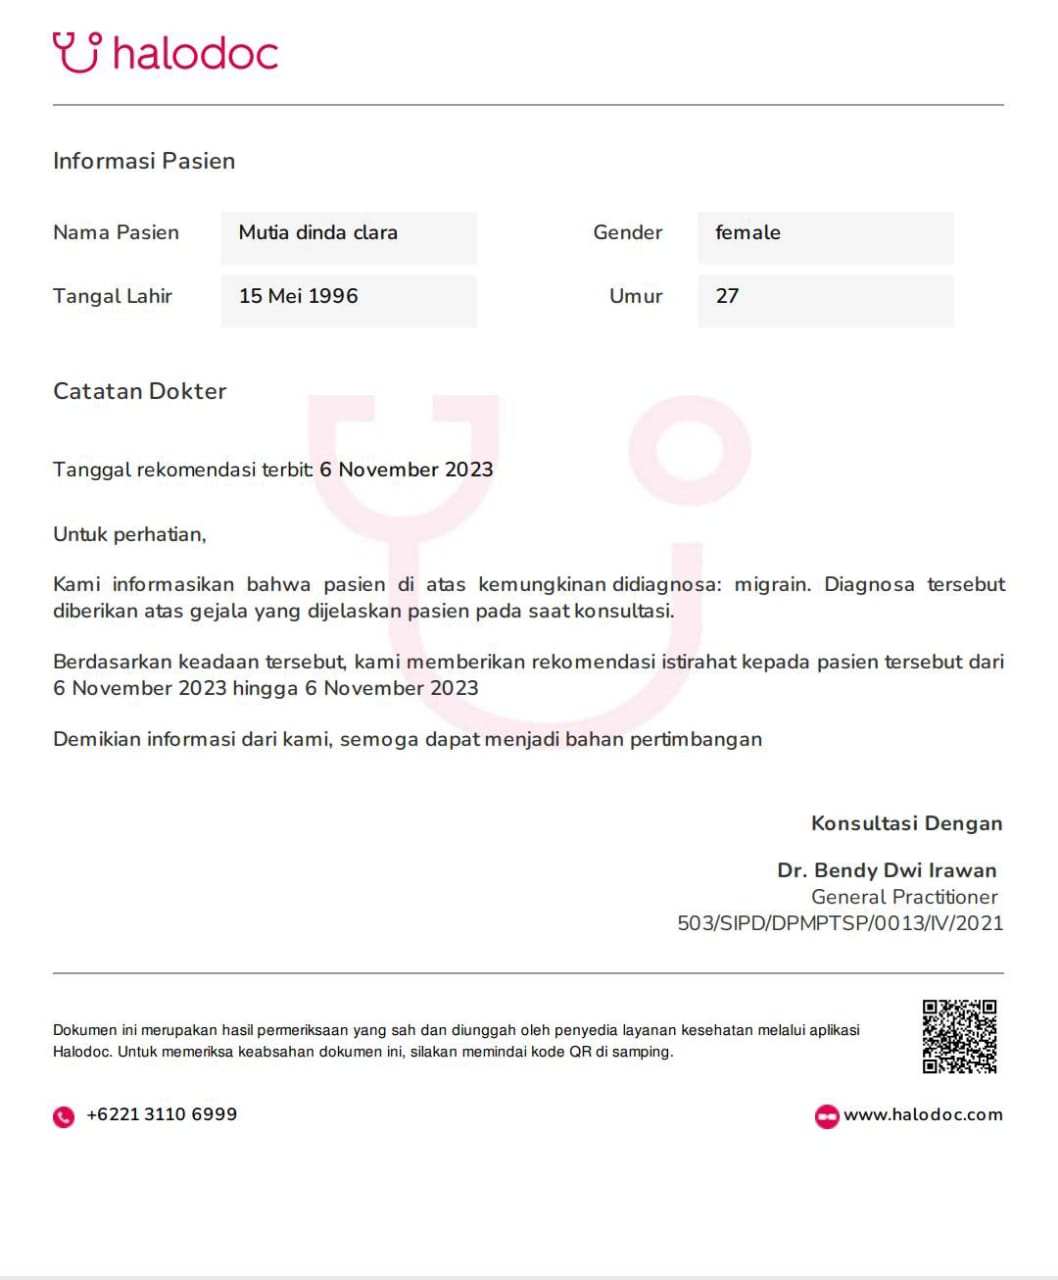 halodoc
Informasi Pasien
Nama Pasien Mutia dinda clara Gender female
Tangal Lahir 15 Mei 1996 Umur 27
Catatan Dokter
Tanggal rekomendasi terbit: 6 November 2023
Untuk perhatian,
Kami informasikan bahwa pasien di atas kemungkinan didiagnosa: migrain. Diagnosa tersebut
diberikan atas gejala yang dijelaskan pasien pada saat konsultasi.
Berdasarkan keadaan tersebut, kami memberikan rekomendasi istirahat kepada pasien tersebut dari
6 November 2023 hingga 6 November 2023
Demikian informasi dari kami, semoga dapat menjadi bahan pertimbangan
Konsultasi Dengan
Dr. Bendy Dwi Irawan
General Practitioner
503/SIPD/DPMPTSP/0013/IV/2021
Dokumen ini merupakan hasil permeriksaan yang sah dan diunggah oleh penyedia layanan kesehatan melalui aplikasi
Halodoc. Untuk memeriksa keabsahan dokumen ini, silakan memindai kode QR di samping.
+6221 3110 6999 www.halodoc.com